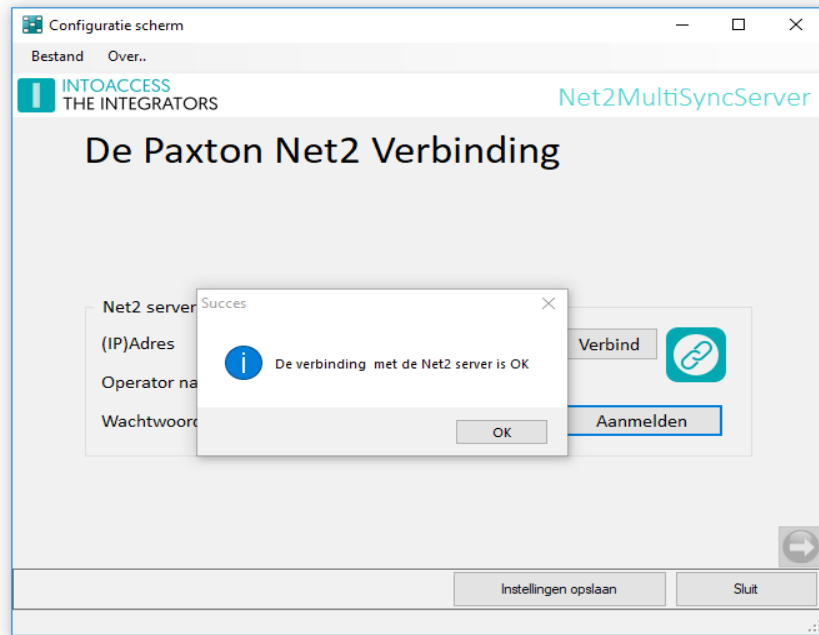 Configuratie scherm
Bestand Over..
INTOACCESS
THE INTEGRATORS
Net2MultiSyncServer
De Paxton Net2 Verbinding
Net2 server
Succes
(IP)Adres
De verbinding met de Net2 server is OK
Verbind
Operator na
Wachtwoord
OK
Aanmelden
Instellingen opslaan
Sluit